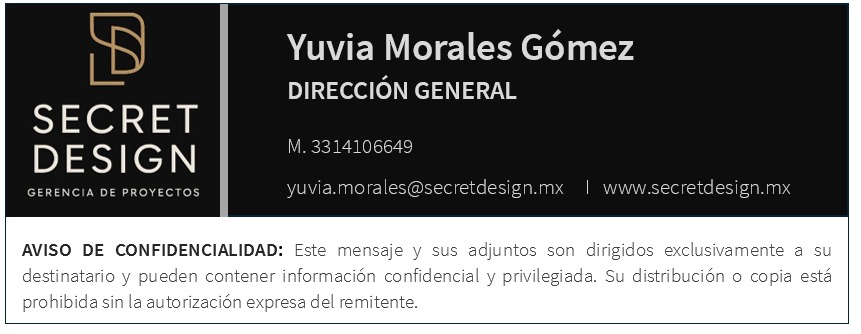 SECRET
DESIGN
GERENCIA DE PROYECTOS
Yuvia Morales Gómez
DIRECCIÓN GENERAL
M. 3314106649
yuvia.morales@secretdesign.mx | www.secretdesign.mx
AVISO DE CONFIDENCIALIDAD: Este mensaje y sus adjuntos son dirigidos exclusivamente a su
destinatario y pueden contener información confidencial y privilegiada. Su distribución o copia está
prohibida sin la autorización expresa del remitente.